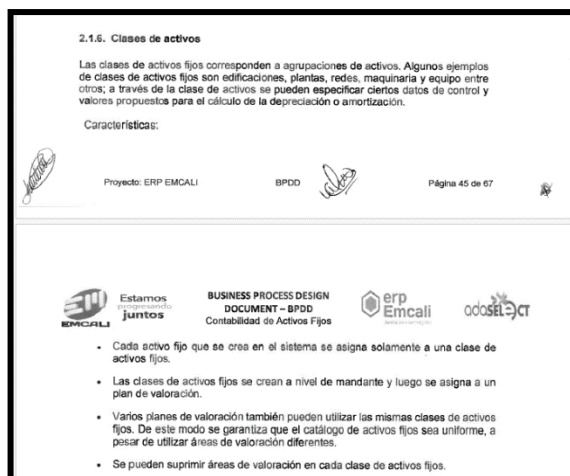 2.1.6. Clases de activos
Las clases de activos fijos corresponden a agrupaciones de activos. Algunos ejemplos
de clases de activos fijos son edificaciones, plantas, redes, maquinaria y equipo entre
otros; a través de la clase de activos se pueden especificar ciertos datos de control y
valores propuestos para el cálculo de la depreciación o amortización.
Características:
Proyecto: ERP EMCALI BPDD Página 45 de 67
EMCALI
Estamos
progresando
juntos
BUSINESS PROCESS DESIGN
DOCUMENT – BPDD
Contabilidad de Activos Fijos
erp
Emcali
adaSELECT
• Cada activo fijo que se crea en el sistema se asigna solamente a una clase de
activos fijos.
• Las clases de activos fijos se crean a nivel de mandante y luego se asigna a un
plan de valoración.
• Varios planes de valoración también pueden utilizar las mismas clases de activos
fijos. De este modo se garantiza que el catálogo de activos fijos sea uniforme, a
pesar de utilizar áreas de valoración diferentes.
• Se pueden suprimir áreas de valoración en cada clase de activos fijos.